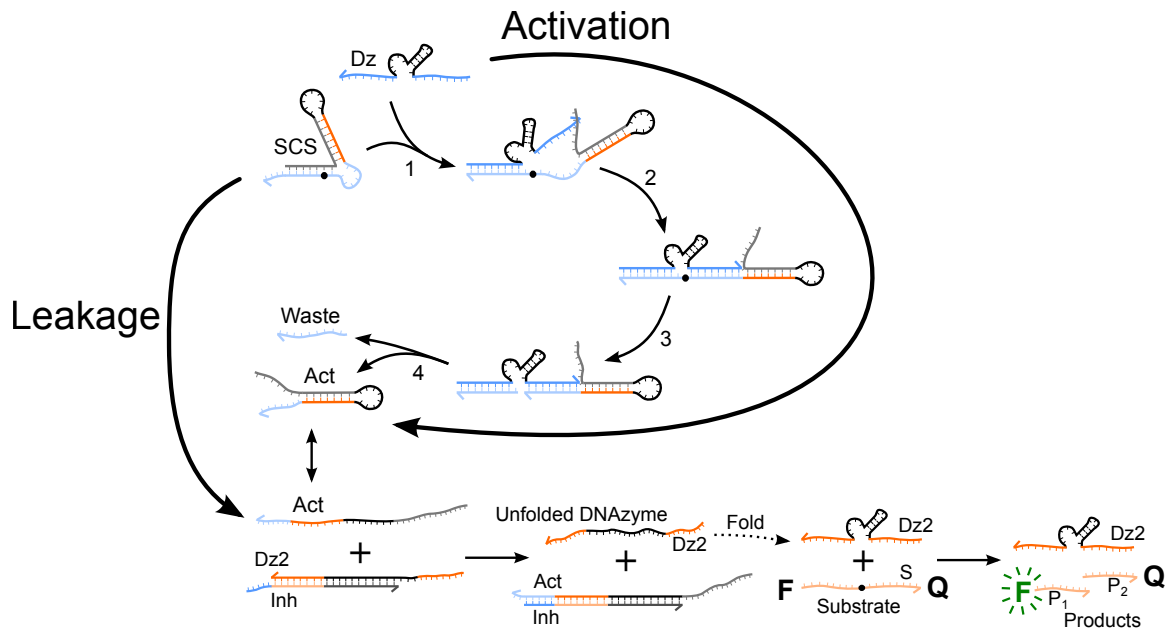 Activation
Dz
SCS
1
2
Leakage
3
Waste
4
Act
Act
Unfolded DNAzyme
Fold
Dz2
Dz2
Dz2
Dz2
Inh
Act
Inh
F
S
Q
Substrate
F
P1
P2
Q
Products
+
+
+